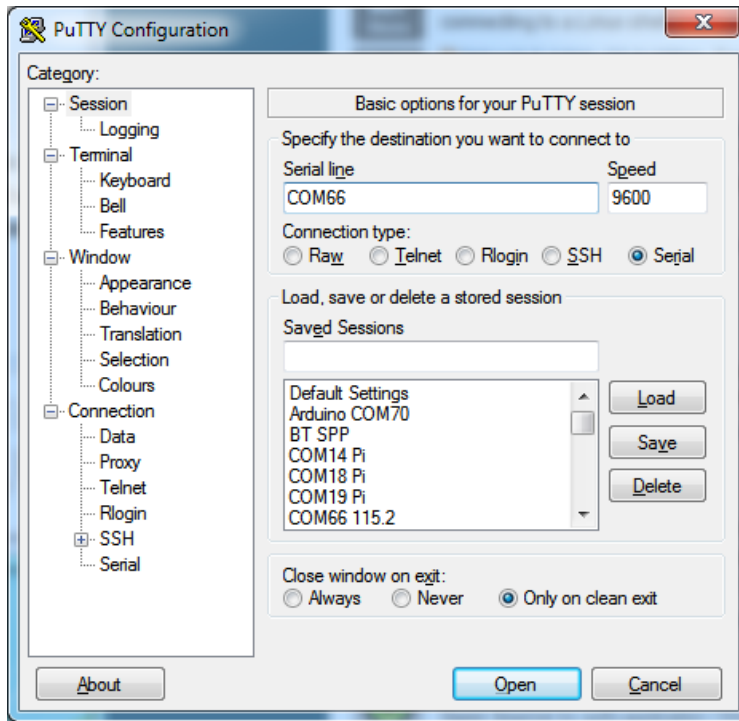 PuTTY Configuration
Category:
Session
Logging
Terminal
Keyboard
Bell
Features
Window
Appearance
Behaviour
Translation
Selection
Colours
Connection
Data
Proxy
Telnet
Rlogin
SSH
Serial
Basic options for your PuTTY session
Specify the destination you want to connect to
Serial line Speed
COM66 9600
Connection type:
Raw Telnet Rlogin SSH Serial
Load, save or delete a stored session
Saved Sessions
Default Settings
Arduino COM70
BT SPP
COM14 Pi
COM18 Pi
COM19 Pi
COM66 115.2
Load
Save
Delete
Close window on exit:
Always Never Only on clean exit
About Open Cancel